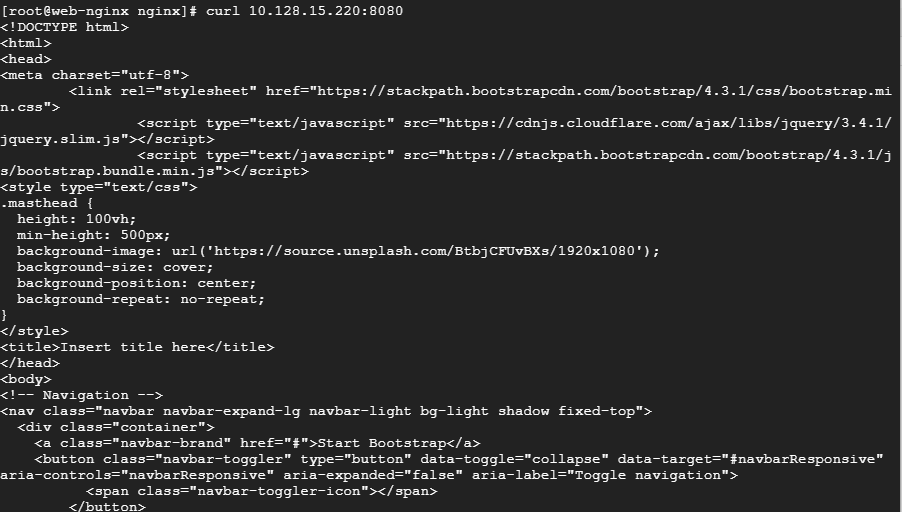 [root@web-nginx nginx]# curl 10.128.15.220:8080
<!DOCTYPE html>
<html>
<head>
<meta charset="utf-8">
        <link rel="stylesheet" href="https://stackpath.bootstrapcdn.com/bootstrap/4.3.1/css/bootstrap.mi
n.css">
                <script type="text/javascript" src="https://cdnjs.cloudflare.com/ajax/libs/jquery/3.4.1/
jquery.slim.js"></script>
                <script type="text/javascript" src="https://stackpath.bootstrapcdn.com/bootstrap/4.3.1/j
s/bootstrap.bundle.min.js"></script>
<style type="text/css">
.masthead {
  height: 100vh;
  min-height: 500px;
  background-image: url('https://source.unsplash.com/BtbjCFUvBXs/1920x1080');
  background-size: cover;
  background-position: center;
  background-repeat: no-repeat;
}
</style>
<title>Insert title here</title>
</head>
<body>
<!-- Navigation -->
<nav class="navbar navbar-expand-lg navbar-light bg-light shadow fixed-top">
  <div class="container">
    <a class="navbar-brand" href="#">Start Bootstrap</a>
    <button class="navbar-toggler" type="button" data-toggle="collapse" data-target="#navbarResponsive"
aria-controls="navbarResponsive" aria-expanded="false" aria-label="Toggle navigation">
          <span class="navbar-toggler-icon"></span>
        </button>